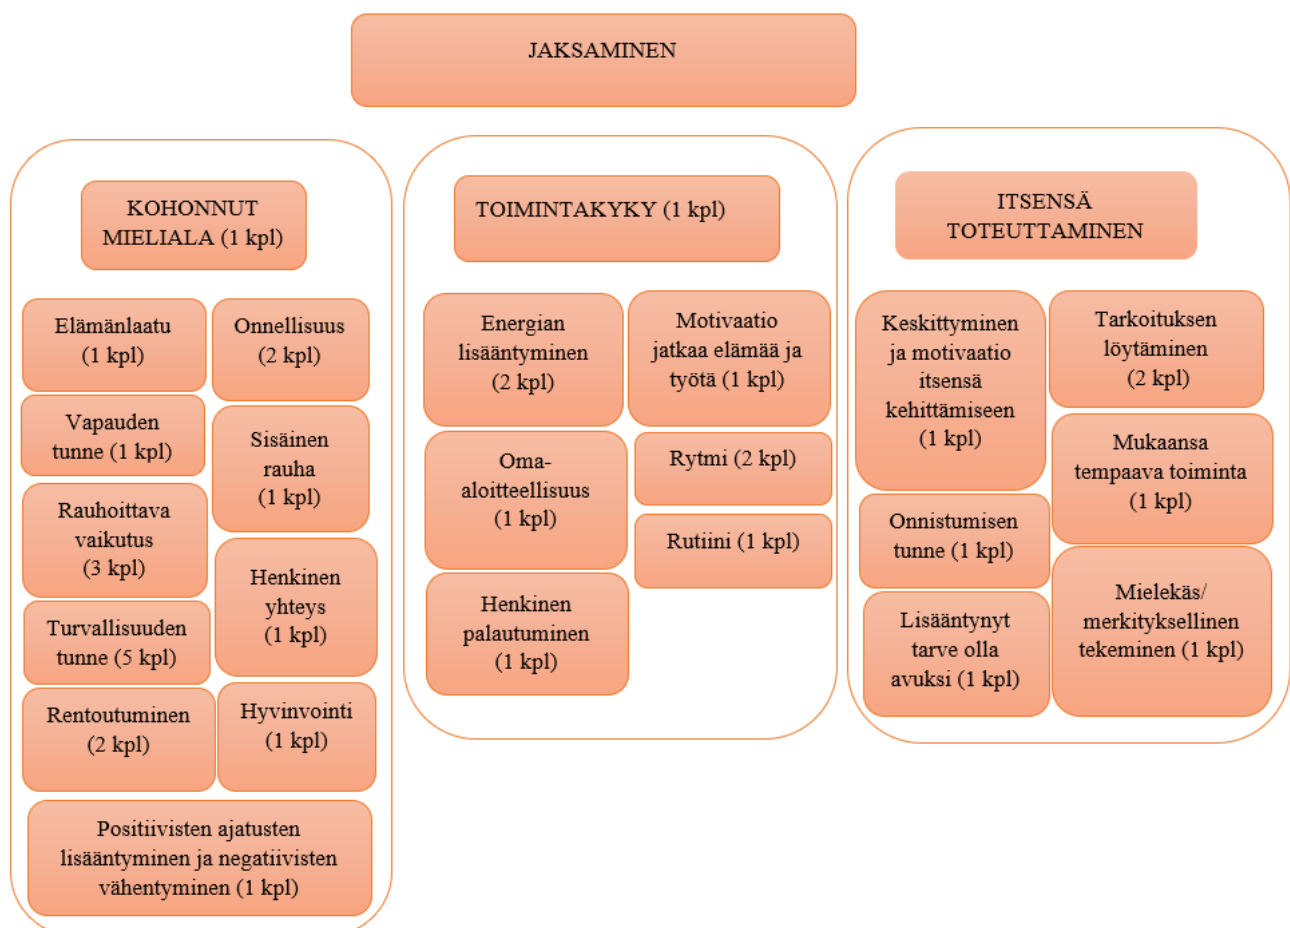 JAKSAMINEN
KOHONNUT
MIELIALA (1 kpl)
Elämänlaatu
(1 kpl)
Onnellisuus
(2 kpl)
Vapauden
tunne (1 kpl)
Sisäinen
rauha
(1 kpl)
Rauhoittava
vaikutus
(3 kpl)
Henkinen
yhteys
(1 kpl)
Turvallisuuden
tunne (5 kpl)
Rentoutuminen
(2 kpl)
Hyvinvointi
(1 kpl)
Positiivisten ajatusten
lisääntyminen ja negatiivisten
vähentyminen (1 kpl)
TOIMINTAKYKY (1 kpl)
Energian
lisääntyminen
(2 kpl)
Motivaatio
jatkaa elämää ja
työtä (1 kpl)
Oma-
aloitteellisuus
(1 kpl)
Rytmi (2 kpl)
Rutiini (1 kpl)
Henkinen
palautuminen
(1 kpl)
ITSENSÄ
TOTEUTTAMINEN
Keskittyminen
ja motivaatio
itsensä
kehittämiseen
(1 kpl)
Tarkoituksen
löytäminen
(2 kpl)
Mukaansa
tempaava toiminta
(1 kpl)
Onnistumisen
tunne (1 kpl)
Mielekäs/
merkityksellinen
tekeminen (1 kpl)
Lisääntynyt
tarve olla
avuksi (1 kpl)